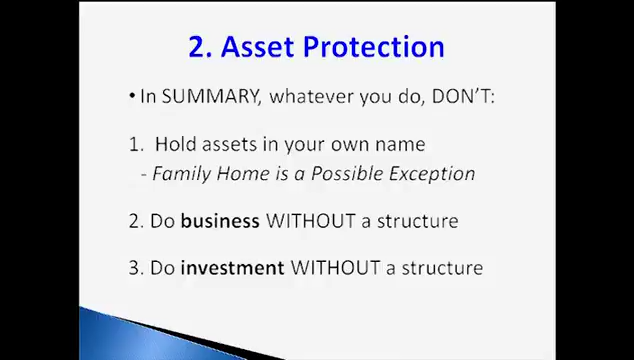 2. Asset Protection
• In SUMMARY, whatever you do, DON'T:
1. Hold assets in your own name
- Family Home is a Possible Exception
2. Do business WITHOUT a structure
3. Do investment WITHOUT a structure